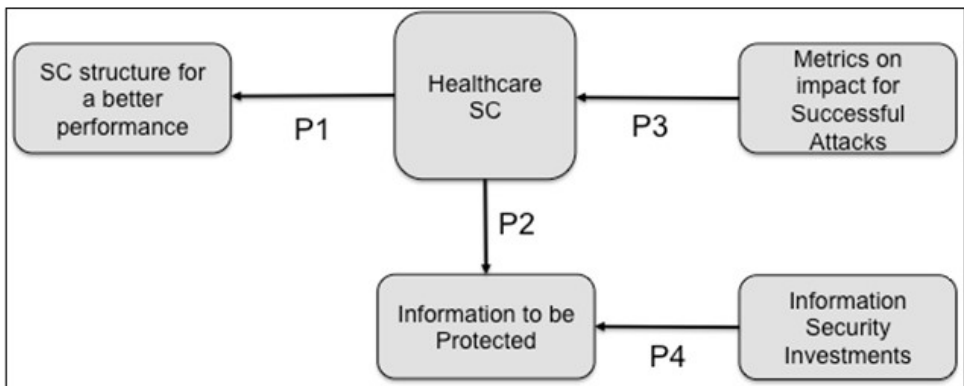 SC structure for
a better
performance
P1
Healthcare
SC
P3
Metrics on
impact for
Successful
Attacks
P2
Information to be
Protected
P4
Information
Security
Investments